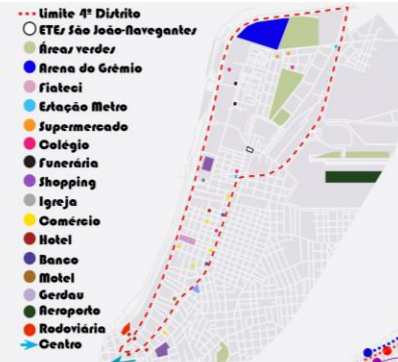 Limite 4º Distrito
ETEs São João-Navegantes
Áreas verdes
Arena do Grêmio
Fiateci
Estação Metro
Supermercado
Colégio
Funerária
Shopping
Igreja
Comércio
Hotel
Banco
Motel
Gerdau
Aeroporto
Rodoviária
Centro